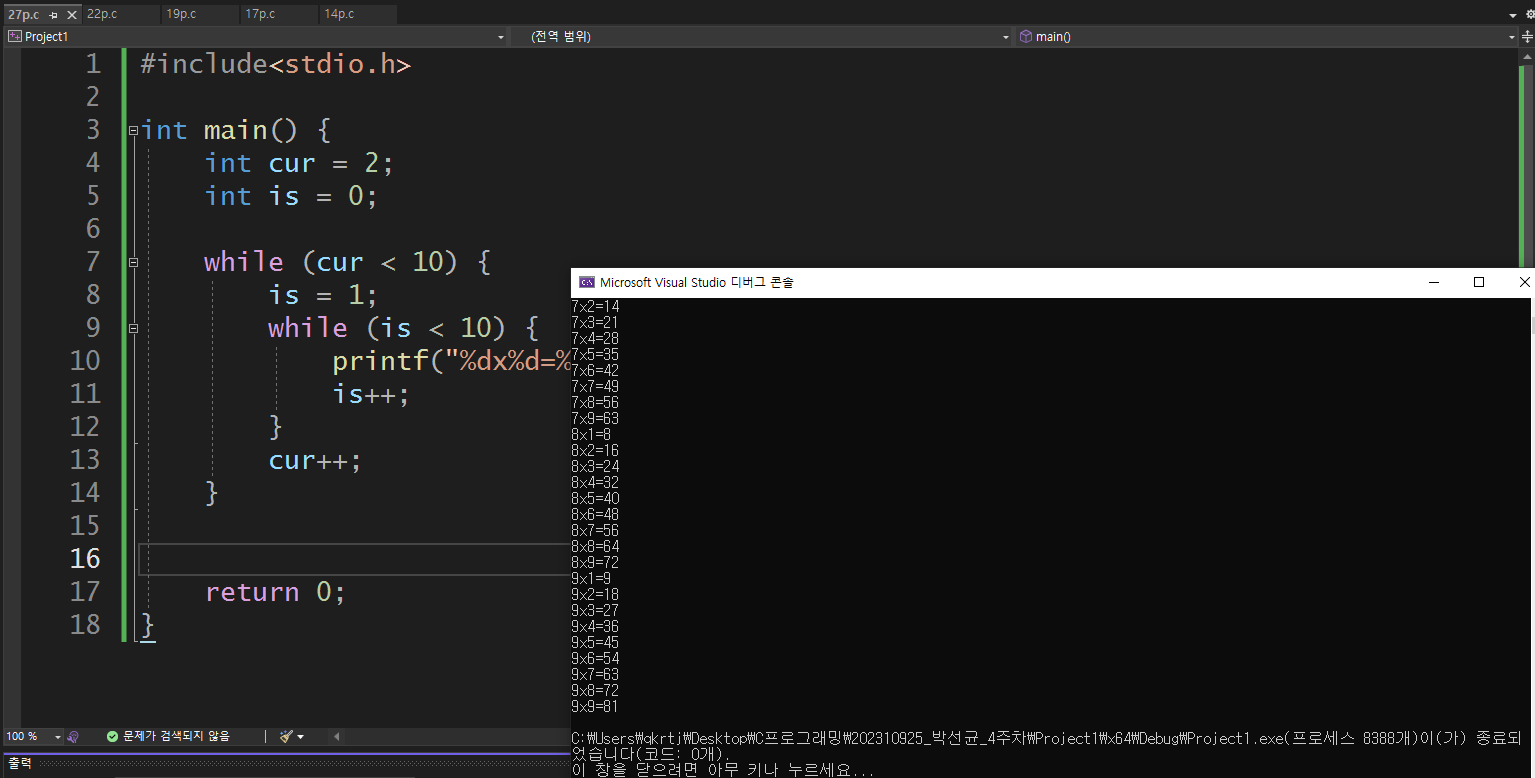 27p.c
22p.c
19p.c
17p.c
14p.c
Project1
(전역 범위)
main()
1 #include<stdio.h>
2
3 int main() {
4 int cur = 2;
5 int is = 0;
6
7 while (cur < 10) {
8 is = 1;
9 while (is < 10) {
10 printf("%dx%d=%
11 is++;
12 }
13 cur++;
14 }
15
16
17 return 0;
18 }
100 %
문제가 검색되지 않음
출력
Microsoft Visual Studio 디버그 콘솔
7x2=14
7x3=21
7x4=28
7x5=35
7x6=42
7x7=49
7x8=56
7x9=63
8x1=8
8x2=16
8x3=24
8x4=32
8x5=40
8x6=48
8x7=56
8x8=64
8x9=72
9x1=9
9x2=18
9x3=27
9x4=36
9x5=45
9x6=54
9x7=63
9x8=72
9x9=81
C:₩Users₩qkrtj₩Desktop₩C프로그래밍₩202310925_박선균_4주차₩Project1₩x64₩Debug₩Project1.exe(프로세스 8388개)이(가) 종료되
었습니다(코드: 0개).
이 창을 닫으려면 아무 키나 누르세요...